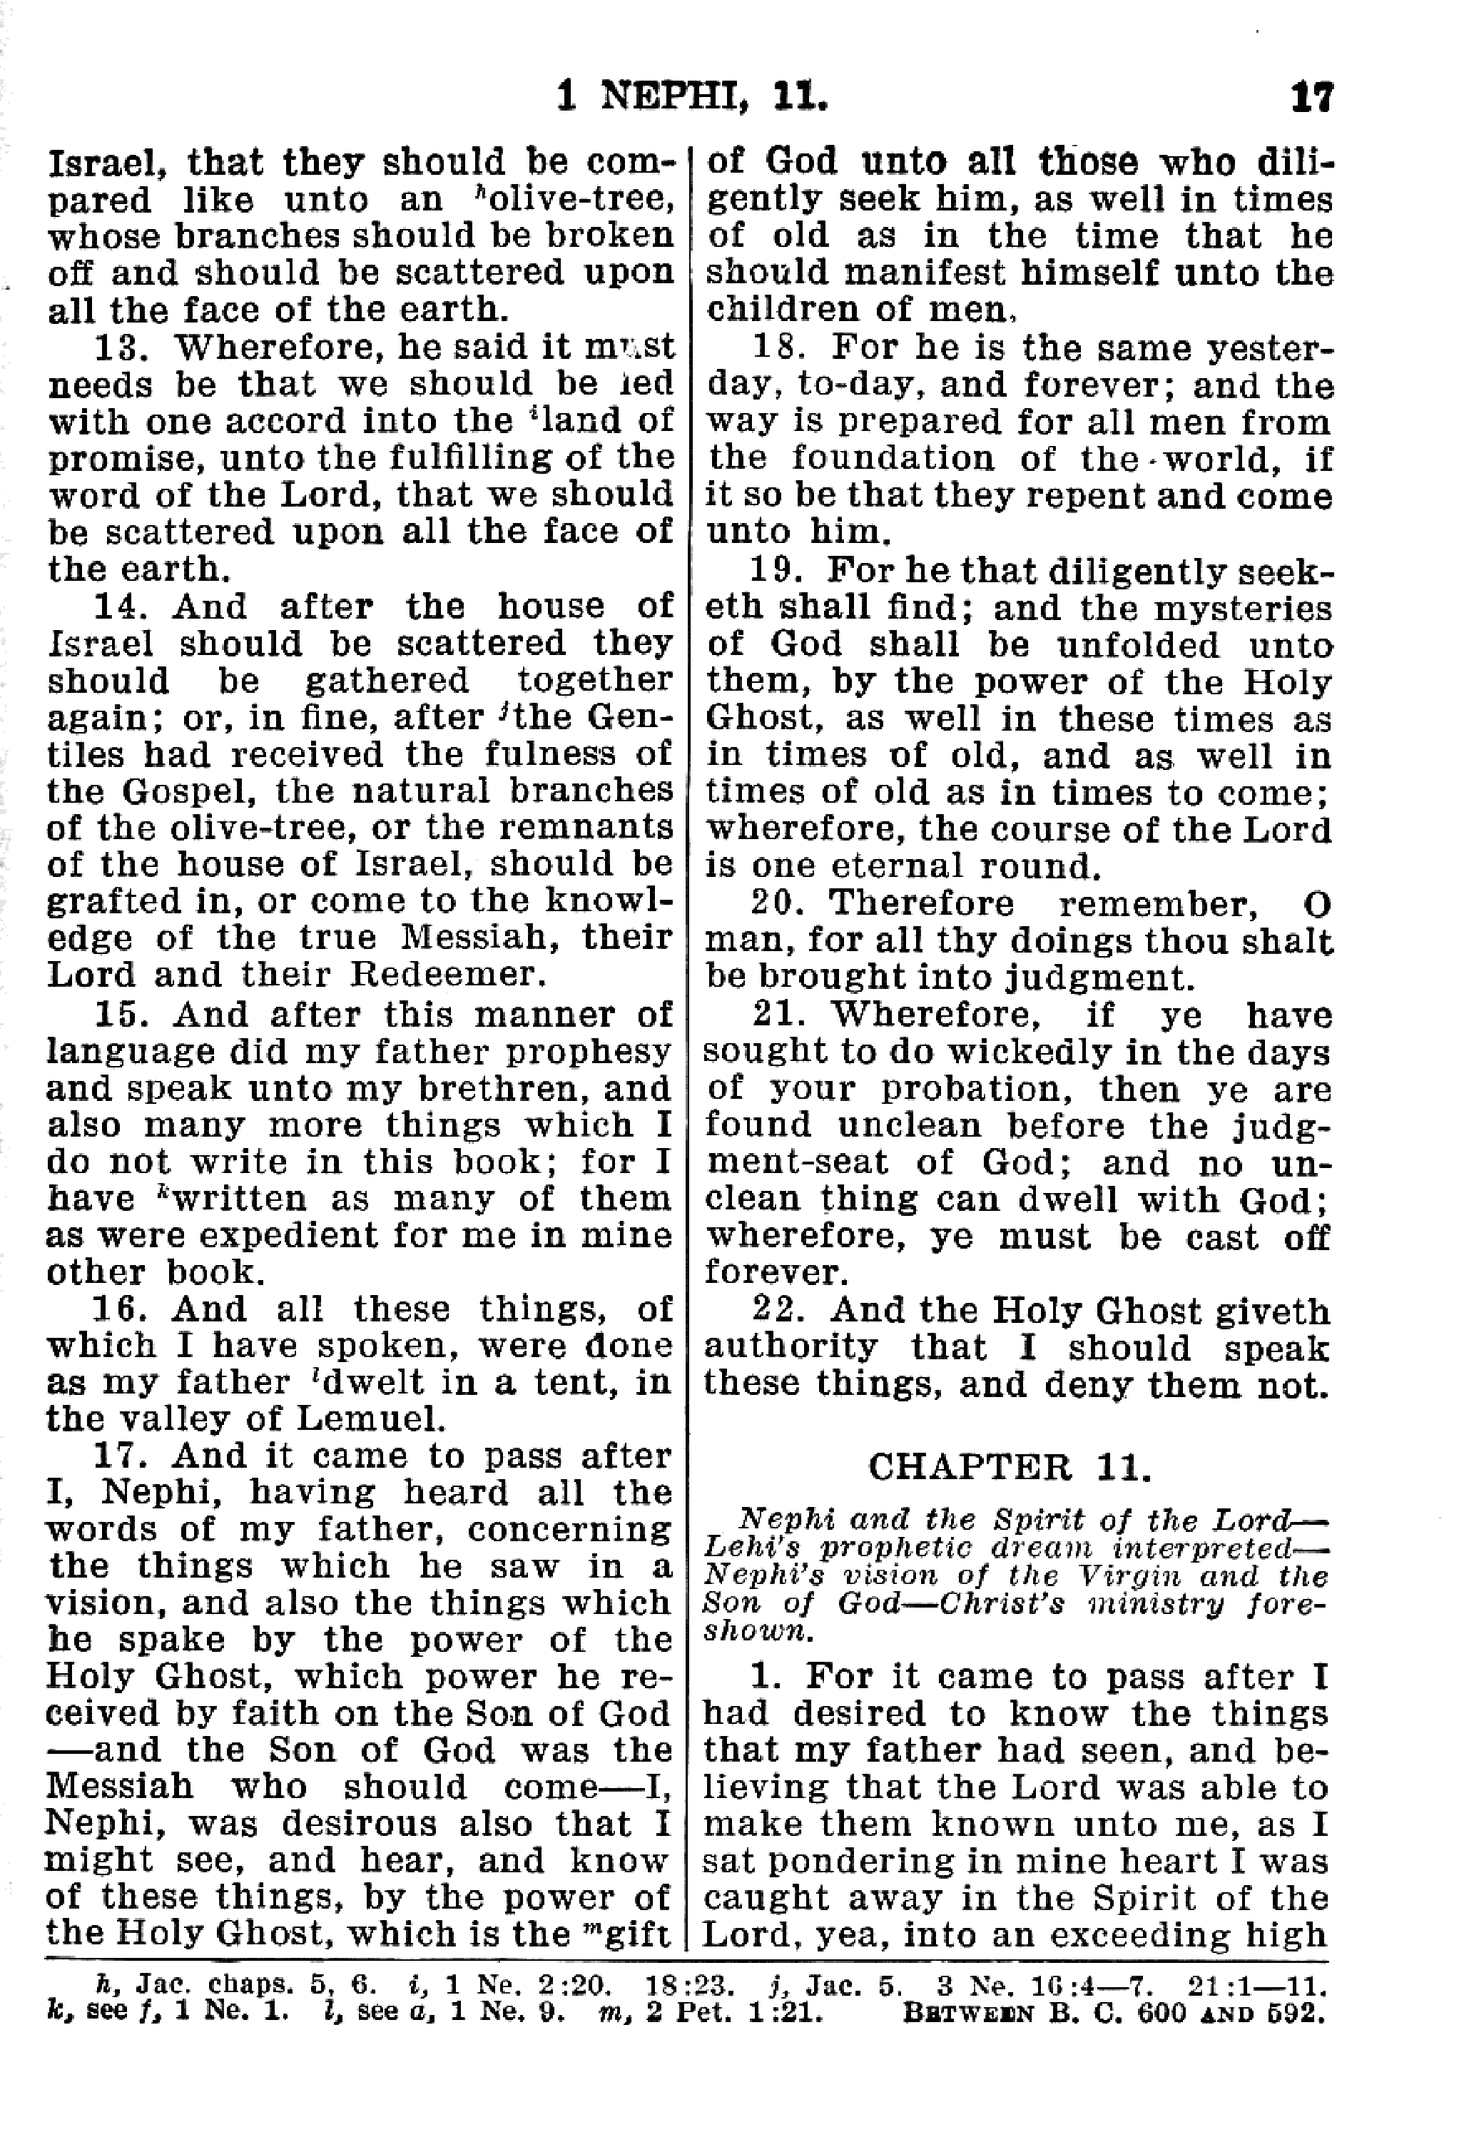 1 NEPHI, 11.
17
Israel, that they should be com-
pared like unto an holive-tree,
whose branches should be broken
off and should be scattered upon
all the face of the earth.
13. Wherefore, he said it must
needs be that we should be led
with one accord into the iland of
promise, unto the fulfilling of the
word of the Lord, that we should
be scattered upon all the face of
the earth.
14. And after the house of
Israel should be scattered they
should be gathered together
again; or, in fine, after jthe Gen-
tiles had received the fulness of
the Gospel, the natural branches
of the olive-tree, or the remnants
of the house of Israel, should be
grafted in, or come to the knowl-
edge of the true Messiah, their
Lord and their Redeemer.
15. And after this manner of
language did my father prophesy
and speak unto my brethren, and
also many more things which I
do not write in this book; for I
have kwritten as many of them
as were expedient for me in mine
other book.
16. And all these things, of
which I have spoken, were done
as my father ldwelt in a tent, in
the valley of Lemuel.
17. And it came to pass after
I, Nephi, having heard all the
words of my father, concerning
the things which he saw in a
vision, and also the things which
he spake by the power of the
Holy Ghost, which power he re-
ceived by faith on the Son of God
—and the Son of God was the
Messiah who should come—I,
Nephi, was desirous also that I
might see, and hear, and know
of these things, by the power of
the Holy Ghost, which is the mgift
of God unto all those who dili-
gently seek him, as well in times
of old as in the time that he
should manifest himself unto the
children of men.
18. For he is the same yester-
day, to-day, and forever; and the
way is prepared for all men from
the foundation of the world, if
it so be that they repent and come
unto him.
19. For he that diligently seek-
eth shall find; and the mysteries
of God shall be unfolded unto
them, by the power of the Holy
Ghost, as well in these times as
in times of old, and as well in
times of old as in times to come;
wherefore, the course of the Lord
is one eternal round.
20. Therefore remember, O
man, for all thy doings thou shalt
be brought into judgment.
21. Wherefore, if ye have
sought to do wickedly in the days
of your probation, then ye are
found unclean before the judg-
ment-seat of God; and no un-
clean thing can dwell with God;
wherefore, ye must be cast off
forever.
22. And the Holy Ghost giveth
authority that I should speak
these things, and deny them not.
CHAPTER 11.
Nephi and the Spirit of the Lord—
Lehi's prophetic dream interpreted—
Nephi's vision of the Virgin and the
Son of God—Christ's ministry fore-
shown.
1. For it came to pass after I
had desired to know the things
that my father had seen, and be-
lieving that the Lord was able to
make them known unto me, as I
sat pondering in mine heart I was
caught away in the Spirit of the
Lord, yea, into an exceeding high
h, Jac. chaps. 5, 6. i, 1 Ne. 2:20. 18:23. j, Jac. 5. 3 Ne. 16:4—7. 21:1—11.
k, see f, 1 Ne. 1. l, see a, 1 Ne. 9. m, 2 Pet. 1:21. BETWEEN B. C. 600 AND 592.